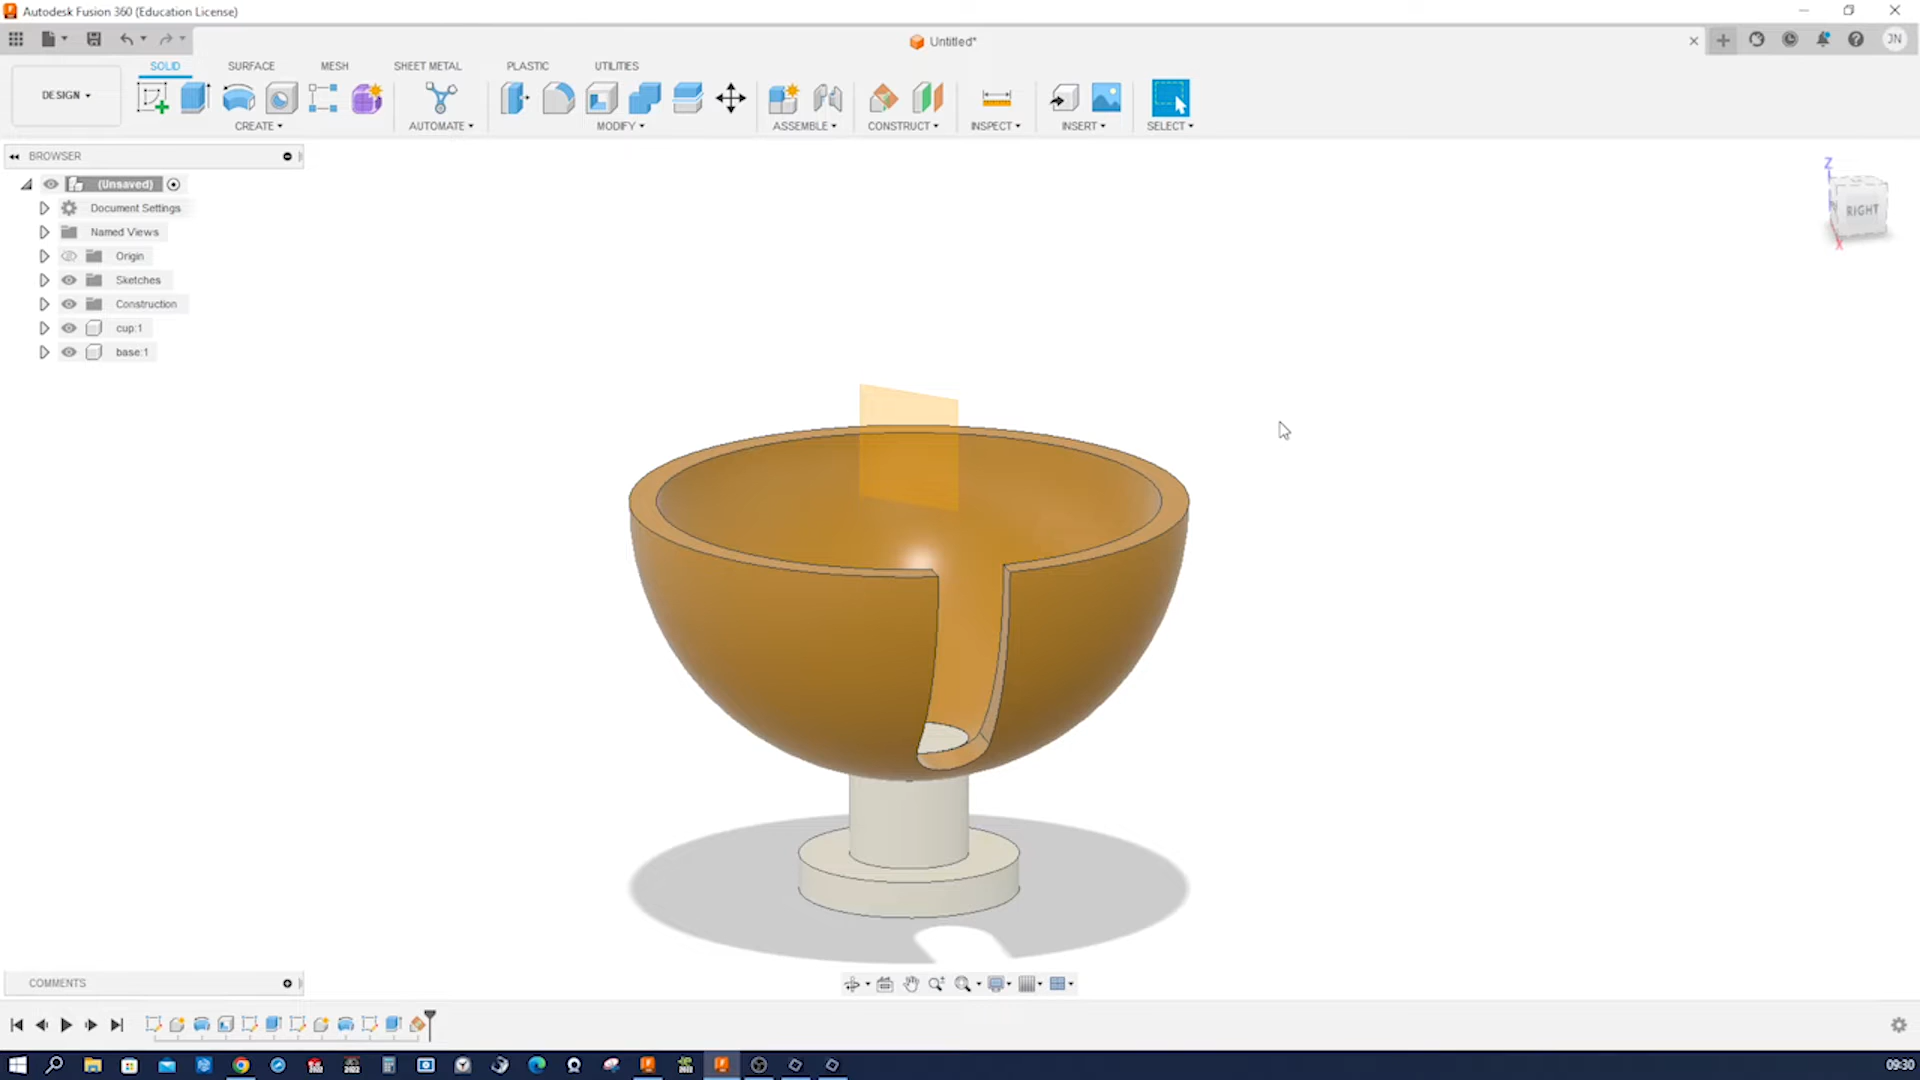 Autodesk Fusion 360 (Education License)
Untitled*
JN
DESIGN
SOLID
SURFACE
MESH
SHEET METAL
PLASTIC
UTILITIES
CREATE
AUTOMATE
MODIFY
ASSEMBLE
CONSTRUCT
INSPECT
INSERT
SELECT
BROWSER
(Unsaved)
Document Settings
Named Views
Origin
Sketches
Construction
cup:1
base:1
Z
RIGHT
X
COMMENTS
09:30